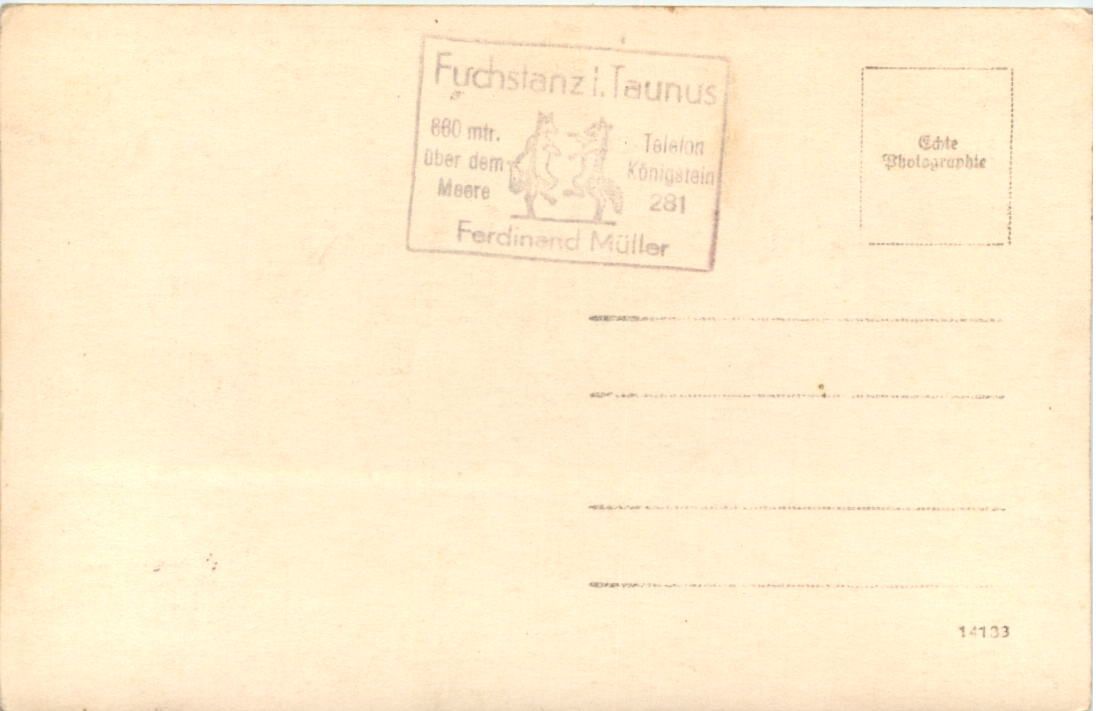 Fuchstanz i. Taunus
660 mtr.
über dem
Meere
Telefon
Königstein
281
Ferdinand Müller
Echte
Photographie
14133